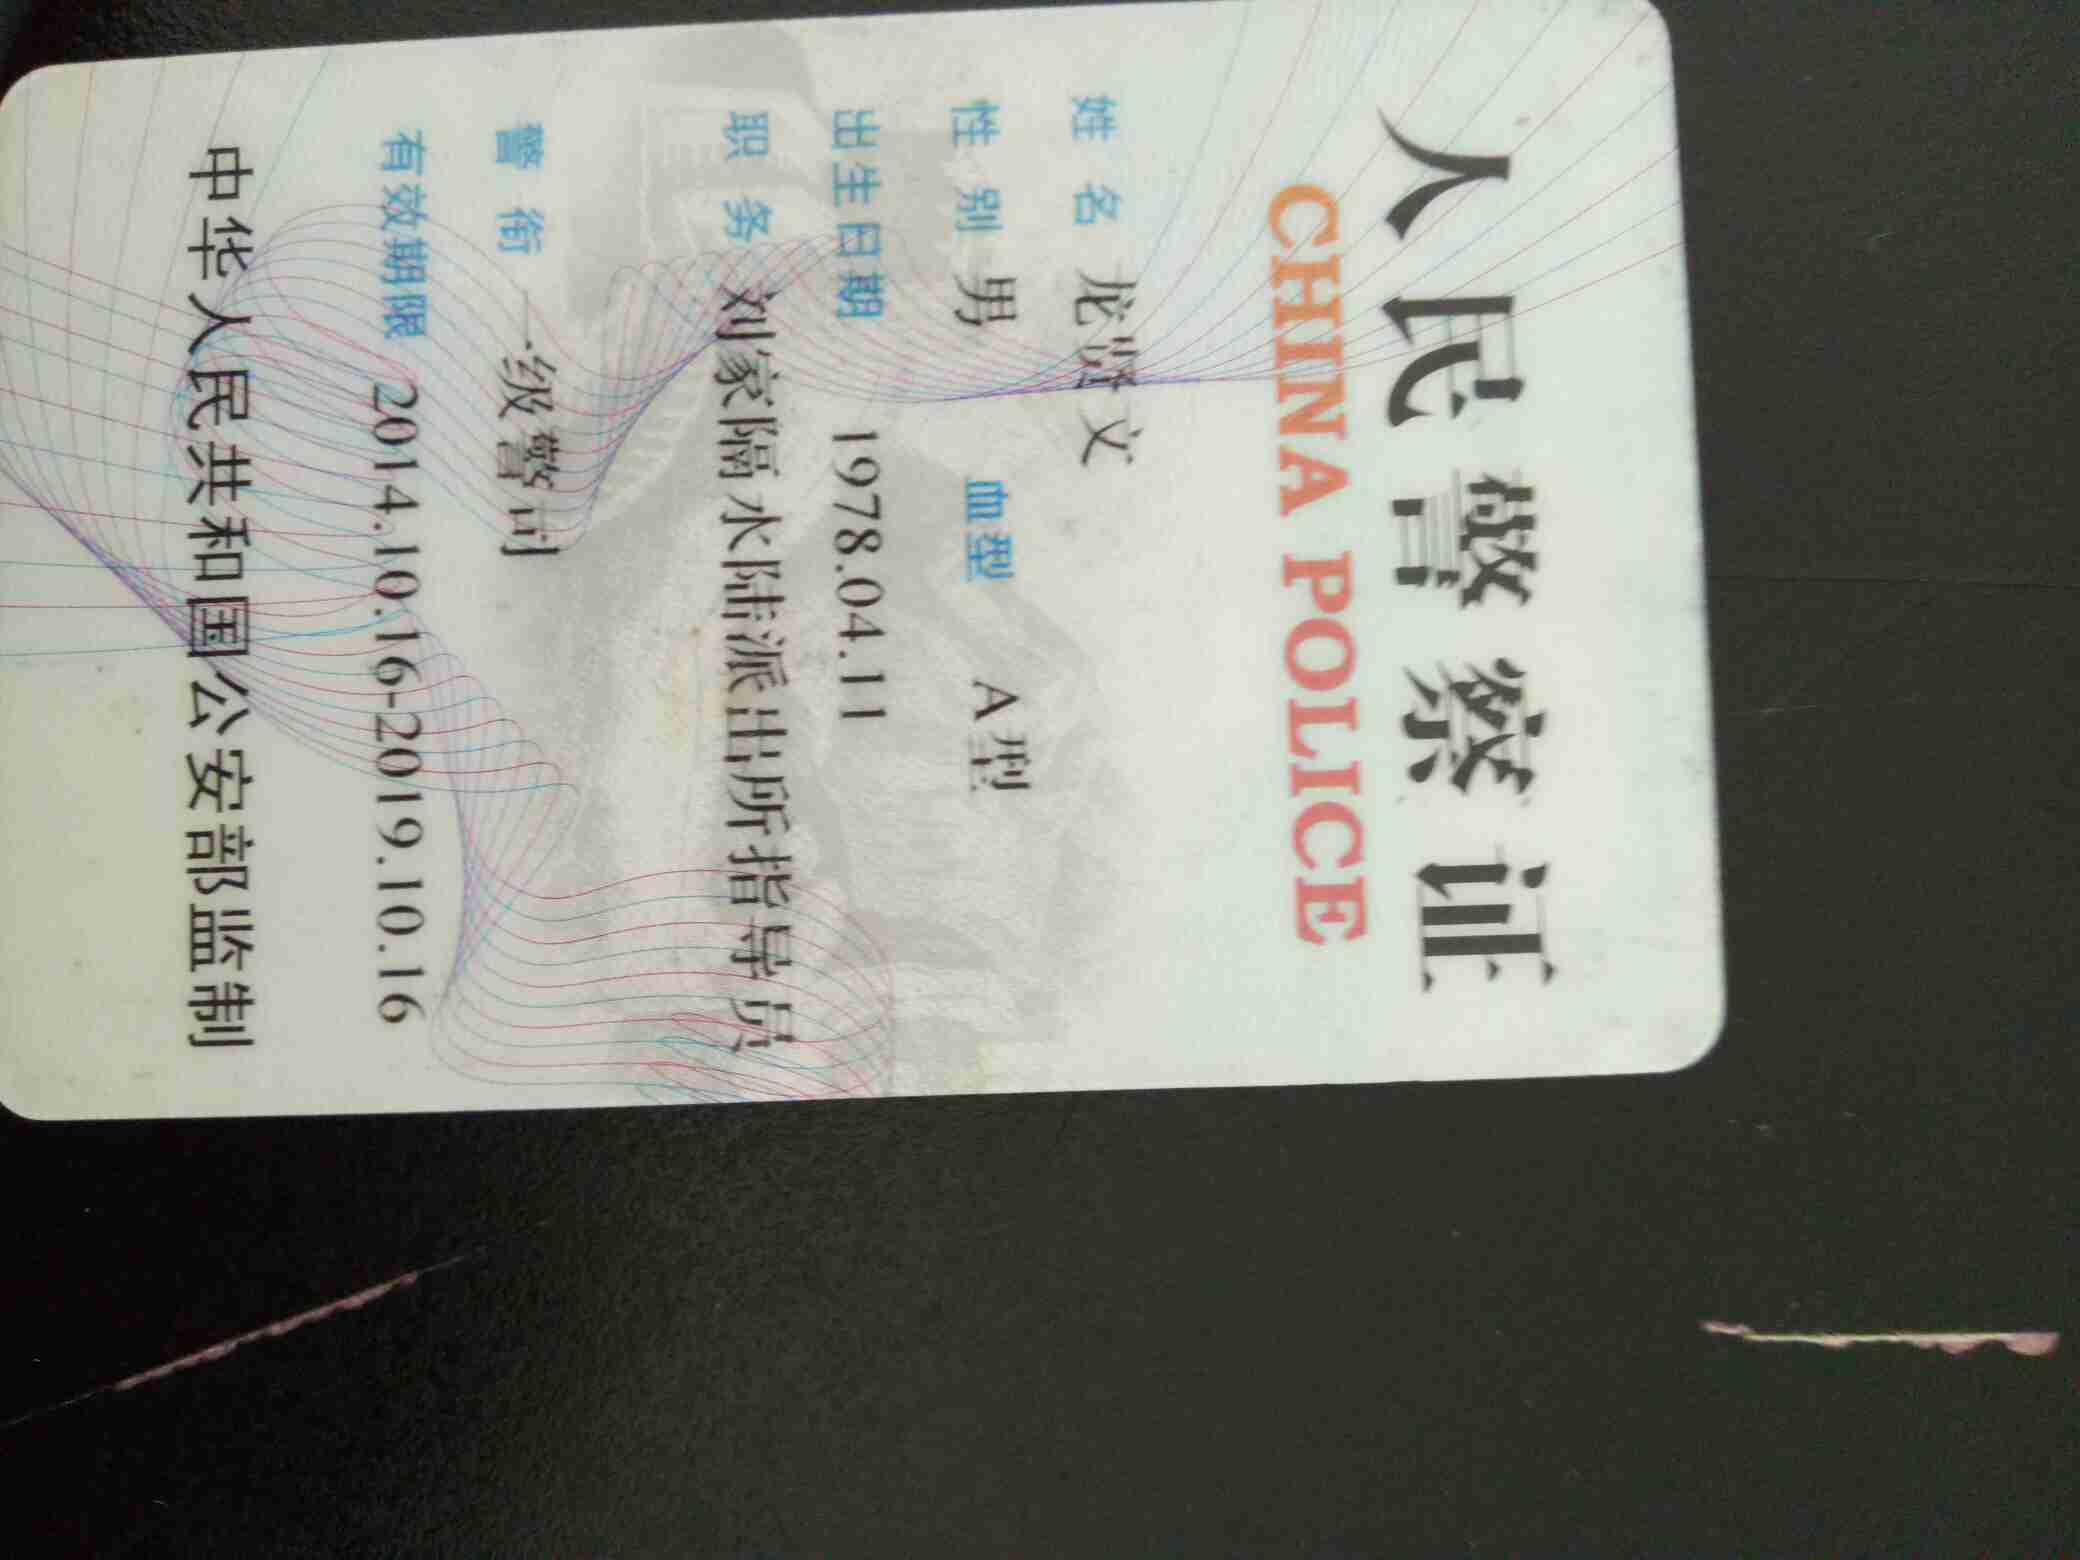 人民警察证
CHINA POLICE
姓名 龙赟文
性别 男 血型 A型
出生日期 1978.04.11
职务 刘家隔水陆派出所指导员
警衔 一级警司
有效期限 2014.10.16-2019.10.16
中华人民共和国公安部监制